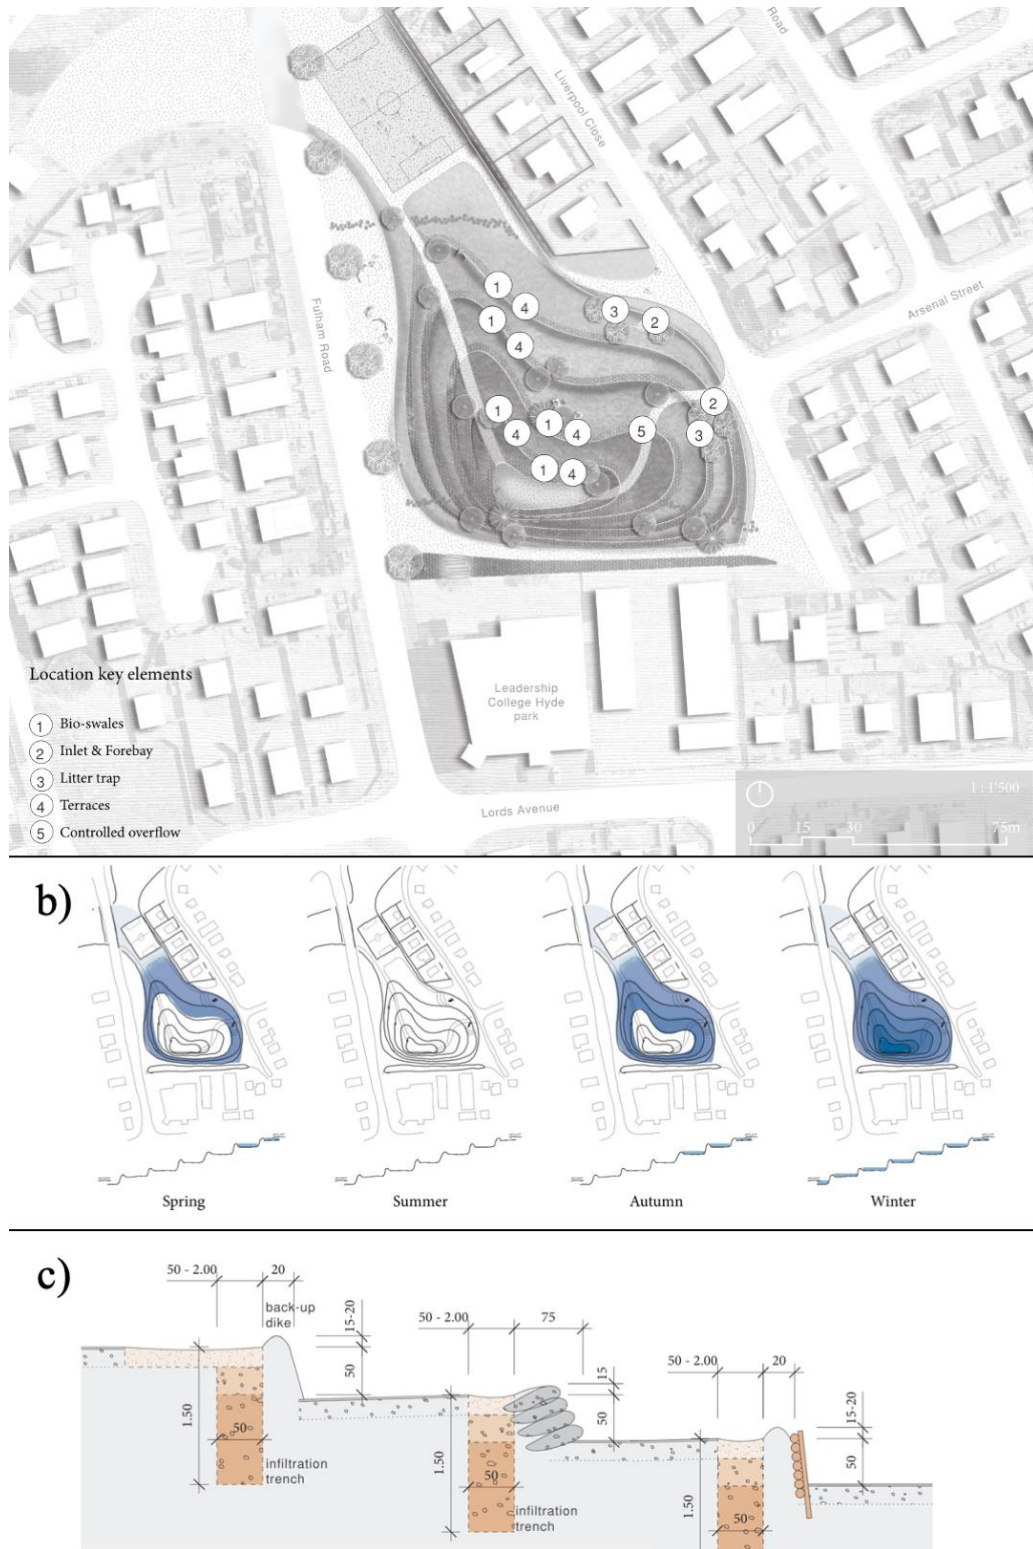 Road
Liverpool Close
Arsenal Street
Fulham Road
1
4
3
2
1
4
2
1
1
5
3
4
4
1
4
Location key elements
Leadership
College Hyde
park
1 Bio-swales
2 Inlet & Forebay
3 Litter trap
4 Terraces
5 Controlled overflow
Lords Avenue
1 : 1'500
0 15 30 75m
b)
Spring Summer Autumn Winter
c)
50 - 2.00 20
back-up
dike
15-20
50
1.50
50
infiltration
trench
50 - 2.00 75
15
50
1.50
50
infiltration
trench
50 - 2.00 20
15-20
50
1.50
50